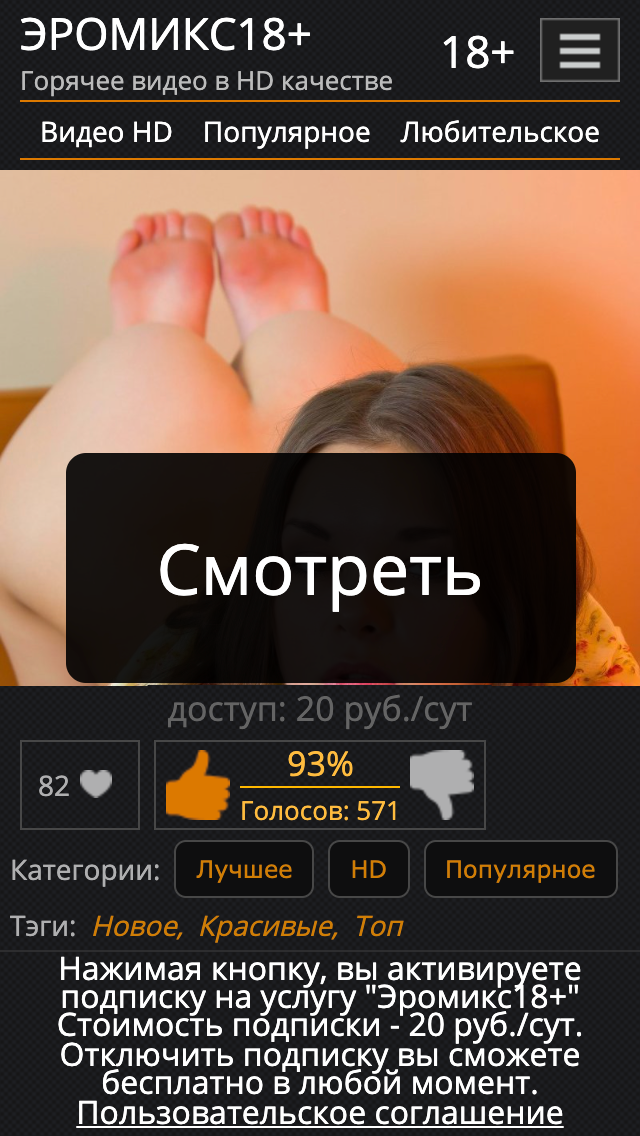 ЭРОМИКС18+
18+
Горячее видео в HD качестве
Видео HD Популярное Любительское
Смотреть
доступ: 20 руб./сут
82
93%
Голосов: 571
Категории: Лучшее HD Популярное
Тэги: Новое, Красивые, Топ
Нажимая кнопку, вы активируете
подписку на услугу "Эромикс18+"
Стоимость подписки - 20 руб./сут.
Отключить подписку вы сможете
бесплатно в любой момент.
Пользовательское соглашение